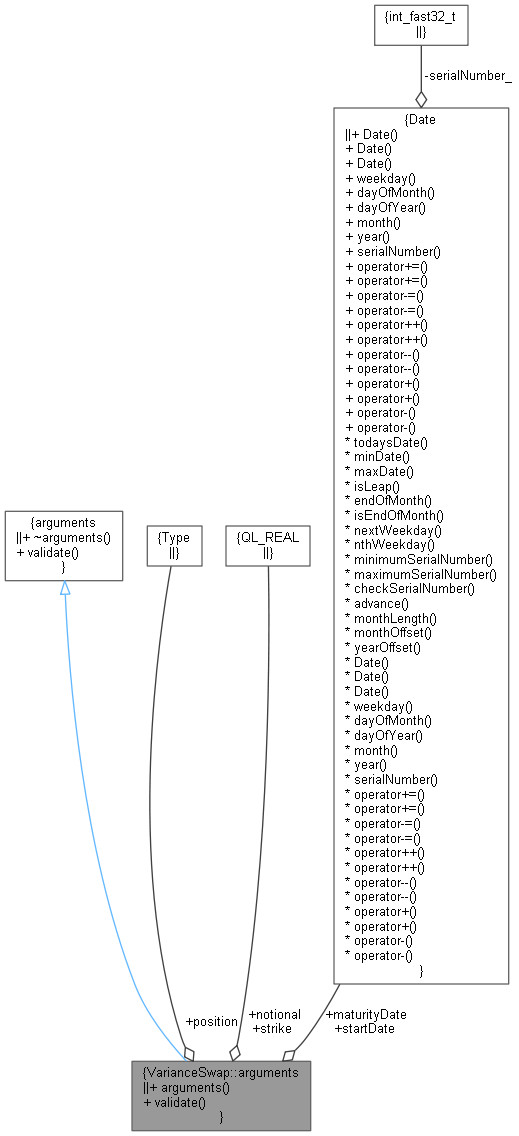 {int_fast32_t
||}
-serialNumber_
{Date
||+ Date()
+ Date()
+ Date()
+ weekday()
+ dayOfMonth()
+ dayOfYear()
+ month()
+ year()
+ serialNumber()
+ operator+=()
+ operator+=()
+ operator-=()
+ operator-=()
+ operator++()
+ operator++()
+ operator--()
+ operator--()
+ operator+()
+ operator+()
+ operator-()
+ operator-()
* todaysDate()
* minDate()
* maxDate()
* isLeap()
* endOfMonth()
* isEndOfMonth()
* nextWeekday()
* nthWeekday()
* minimumSerialNumber()
* maximumSerialNumber()
* checkSerialNumber()
* advance()
* monthLength()
* monthOffset()
* yearOffset()
* Date()
* Date()
* Date()
* weekday()
* dayOfMonth()
* dayOfYear()
* month()
* year()
* serialNumber()
* operator+=()
* operator+=()
* operator-=()
* operator-=()
* operator++()
* operator++()
* operator--()
* operator--()
* operator+()
* operator+()
* operator-()
* operator-()
}
{arguments
||+ ~arguments()
+ validate()
}
{Type
||}
{QL_REAL
||}
+position
+notional
+strike
+maturityDate
+startDate
{VarianceSwap::arguments
||+ arguments()
+ validate()
}